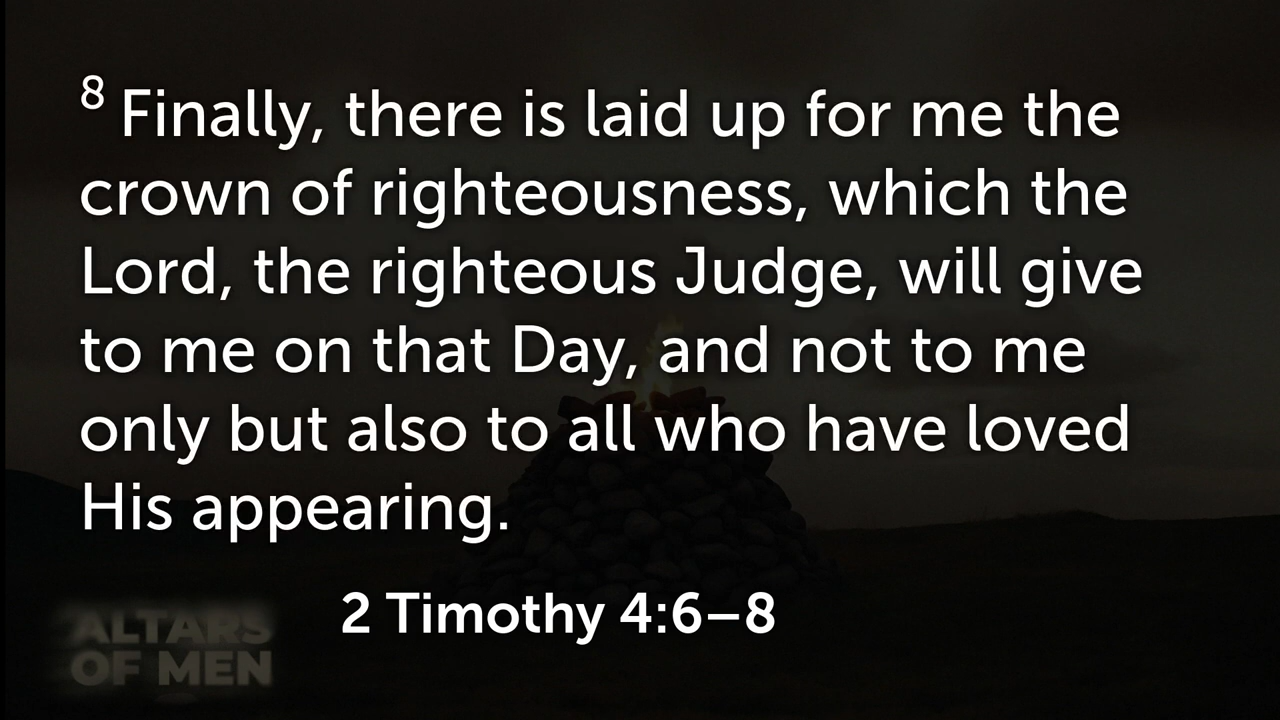 8 Finally, there is laid up for me the
crown of righteousness, which the
Lord, the righteous Judge, will give
to me on that Day, and not to me
only but also to all who have loved
His appearing.
2 Timothy 4:6–8
ALTARS
OF MEN